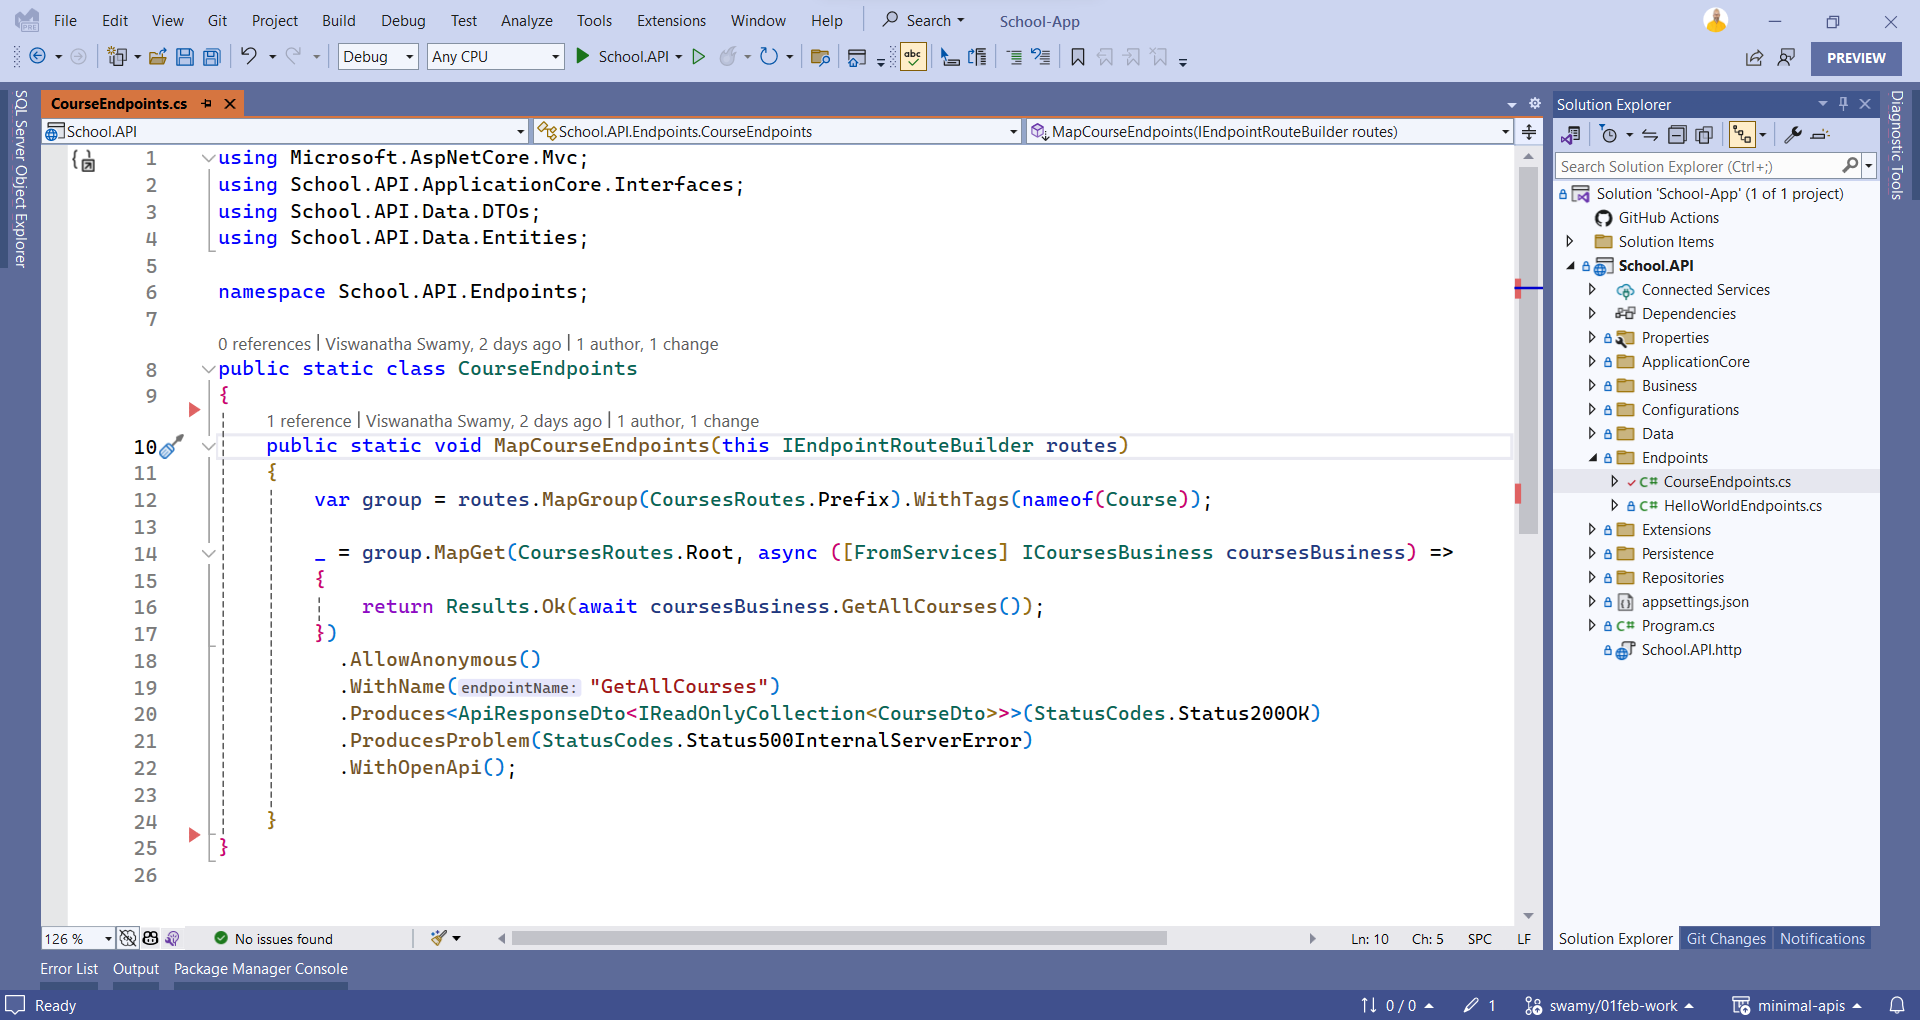 File Edit View Git Project Build Debug Test Analyze Tools Extensions Window Help Search School-App
Debug Any CPU School.API abc PREVIEW
SQL Server Object Explorer
CourseEndpoints.cs
School.API School.API.Endpoints.CourseEndpoints MapCourseEndpoints(IEndpointRouteBuilder routes)
1 using Microsoft.AspNetCore.Mvc;
2 using School.API.ApplicationCore.Interfaces;
3 using School.API.Data.DTOs;
4 using School.API.Data.Entities;
5
6 namespace School.API.Endpoints;
7
0 references | Viswanatha Swamy, 2 days ago | 1 author, 1 change
8 public static class CourseEndpoints
9 {
1 reference | Viswanatha Swamy, 2 days ago | 1 author, 1 change
10 public static void MapCourseEndpoints(this IEndpointRouteBuilder routes)
11 {
12 var group = routes.MapGroup(CoursesRoutes.Prefix).WithTags(nameof(Course));
13
14 _ = group.MapGet(CoursesRoutes.Root, async ([FromServices] ICoursesBusiness coursesBusiness) =>
15 {
16 return Results.Ok(await coursesBusiness.GetAllCourses());
17 })
18 .AllowAnonymous()
19 .WithName(endpointName: "GetAllCourses")
20 .Produces<ApiResponseDto<IReadOnlyCollection<CourseDto>>>(StatusCodes.Status200OK)
21 .ProducesProblem(StatusCodes.Status500InternalServerError)
22 .WithOpenApi();
23
24 }
25 }
26
126 % No issues found Ln: 10 Ch: 5 SPC LF
Solution Explorer
Search Solution Explorer (Ctrl+;)
Solution 'School-App' (1 of 1 project)
GitHub Actions
Solution Items
School.API
Connected Services
Dependencies
Properties
ApplicationCore
Business
Configurations
Data
Endpoints
C# CourseEndpoints.cs
C# HelloWorldEndpoints.cs
Extensions
Persistence
Repositories
appsettings.json
C# Program.cs
School.API.http
Solution Explorer Git Changes Notifications
Diagnostic Tools
Error List Output Package Manager Console
Ready 0 / 0 1 swamy/01feb-work minimal-apis